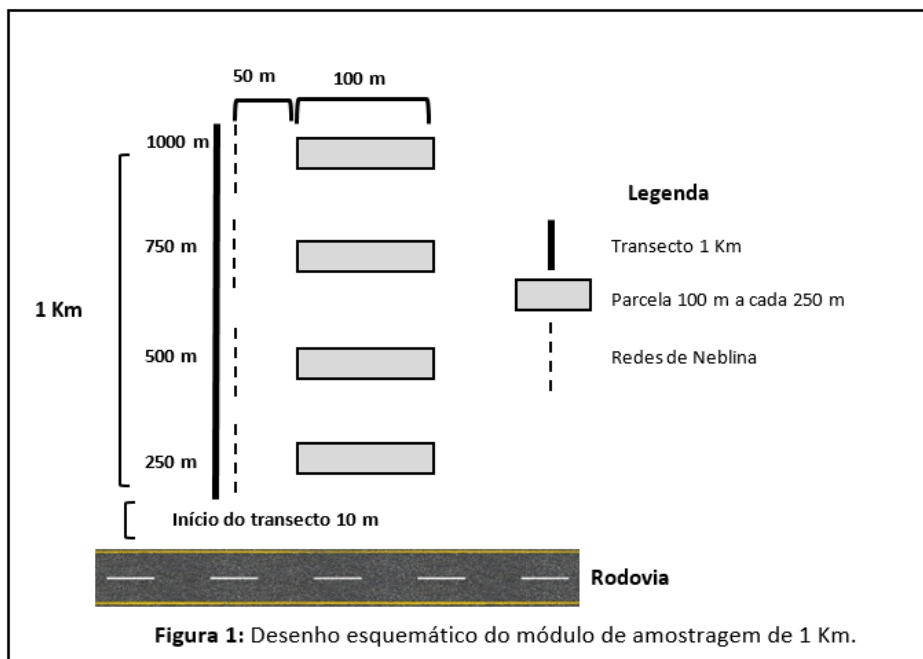 50 m
100 m
1000 m
750 m
1 Km
500 m
250 m
Legenda
Transecto 1 Km
Parcela 100 m a cada 250 m
Redes de Neblina
Início do transecto 10 m
Rodovia
Figura 1: Desenho esquemático do módulo de amostragem de 1 Km.